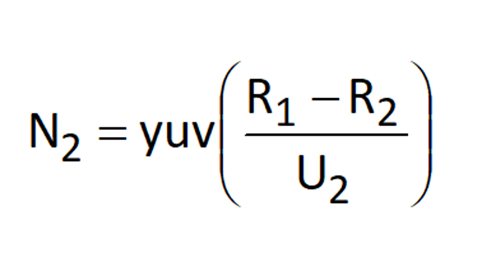 N₂ = yuv((R₁ − R₂)/U₂)